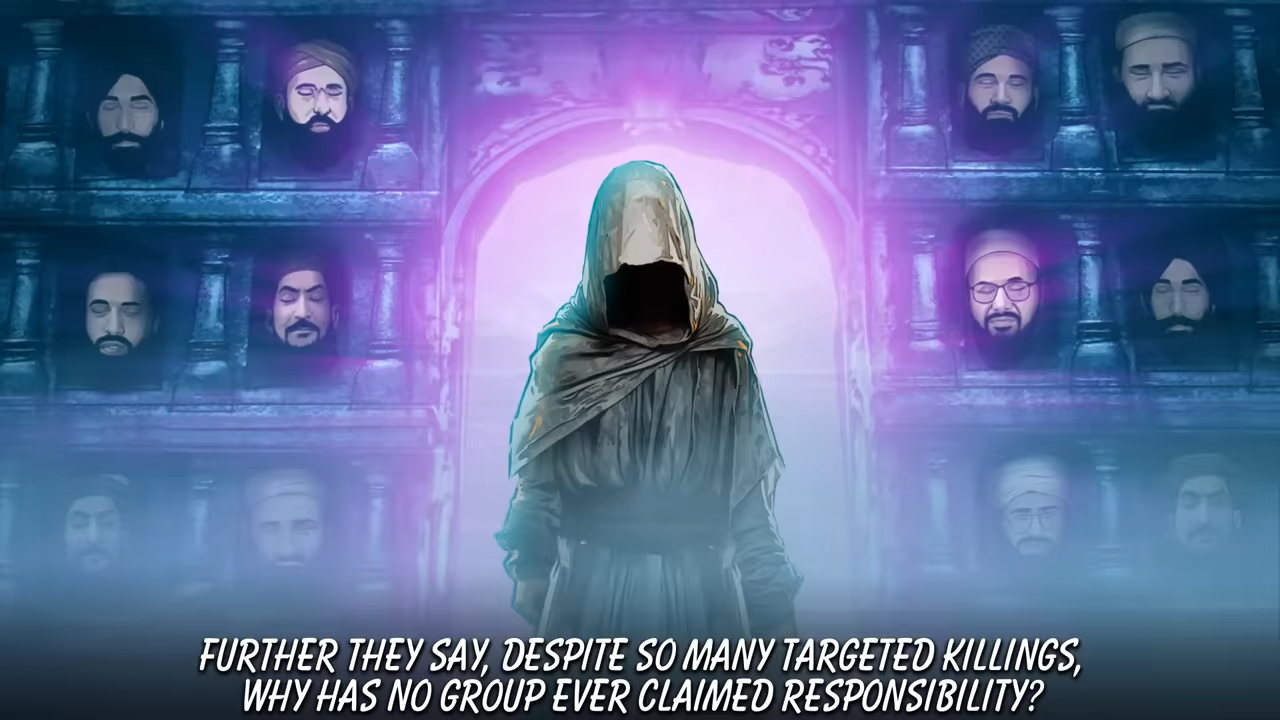 FURTHER THEY SAY, DESPITE SO MANY TARGETED KILLINGS,
WHY HAS NO GROUP EVER CLAIMED RESPONSIBILITY?